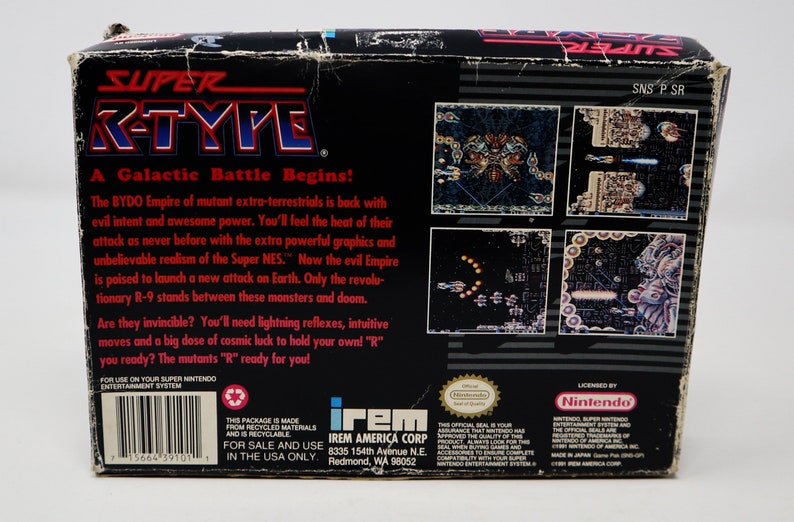 LICENSED BY
SUPER
R-TYPE
SNS P SR
SUPER
R-TYPE®
A Galactic Battle Begins!
The BYDO Empire of mutant extra-terrestrials is back with
evil intent and awesome power. You'll feel the heat of their
attack as never before with the extra powerful graphics and
unbelievable realism of the Super NES.™ Now the evil Empire
is poised to launch a new attack on Earth. Only the revolu-
tionary R-9 stands between these monsters and doom.
Are they invincible? You'll need lightning reflexes, intuitive
moves and a big dose of cosmic luck to hold your own! "R"
you ready? The mutants "R" ready for you!
FOR USE ON YOUR SUPER NINTENDO
ENTERTAINMENT SYSTEM
7 15664 39101 1
THIS PACKAGE IS MADE
FROM RECYCLED MATERIALS
AND IS RECYCLABLE.
FOR SALE AND USE
IN THE USA ONLY.
irem
IREM AMERICA CORP
8335 154th Avenue N.E.
Redmond, WA 98052
Official
Nintendo
Seal of Quality
THIS OFFICIAL SEAL IS YOUR
ASSURANCE THAT NINTENDO HAS
APPROVED THE QUALITY OF THIS
PRODUCT. ALWAYS LOOK FOR THIS
SEAL WHEN BUYING GAMES AND
ACCESSORIES TO ENSURE COMPLETE
COMPATIBILITY WITH YOUR SUPER
NINTENDO ENTERTAINMENT SYSTEM.®
LICENSED BY
Nintendo
NINTENDO, SUPER NINTENDO
ENTERTAINMENT SYSTEM AND
THE OFFICIAL SEALS ARE
REGISTERED TRADEMARKS OF
NINTENDO OF AMERICA INC.
©1991 NINTENDO OF AMERICA INC.
MADE IN JAPAN Game Pak (SNS-GP)
©1991 IREM AMERICA CORP.